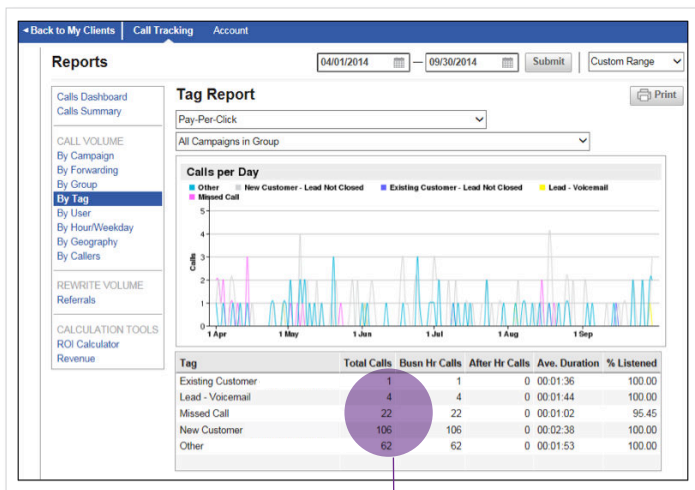 ◄Back to My Clients Call Tracking Account
Reports 04/01/2014 — 09/30/2014 Submit Custom Range
Calls Dashboard
Calls Summary
CALL VOLUME
By Campaign
By Forwarding
By Group
By Tag
By User
By Hour/Weekday
By Geography
By Callers
REWRITE VOLUME
Referrals
CALCULATION TOOLS
ROI Calculator
Revenue
Tag Report Print
Pay-Per-Click
All Campaigns in Group
Calls per Day
Other New Customer - Lead Not Closed Existing Customer - Lead Not Closed Lead - Voicemail
Missed Call
5
4
3
2
1
0
Calls
1 Apr 1 May 1 Jun 1 Jul 1 Aug 1 Sep
Tag Total Calls Busn Hr Calls After Hr Calls Ave. Duration % Listened
Existing Customer 1 1 0 00:01:36 100.00
Lead - Voicemail 4 4 0 00:01:44 100.00
Missed Call 22 22 0 00:01:02 95.45
New Customer 106 106 0 00:02:38 100.00
Other 62 62 0 00:01:53 100.00